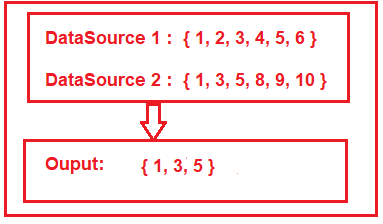 DataSource 1 : { 1, 2, 3, 4, 5, 6 }
DataSource 2 : { 1, 3, 5, 8, 9, 10 }
Ouput: { 1, 3, 5 }